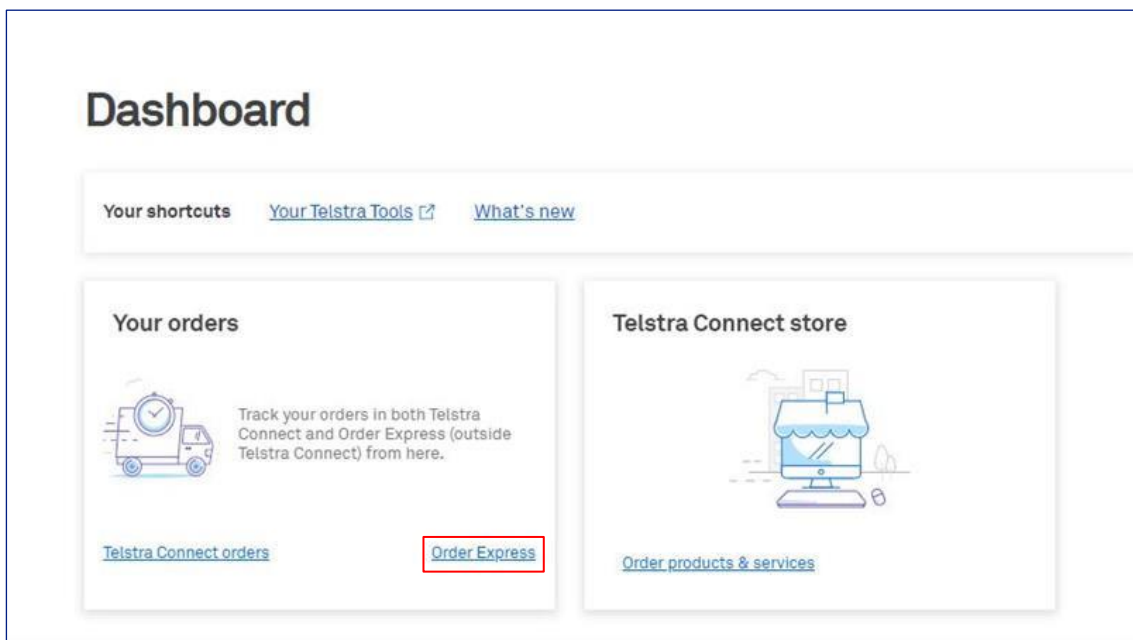 Dashboard
Your shortcuts Your Telstra Tools What's new
Your orders
Track your orders in both Telstra
Connect and Order Express (outside
Telstra Connect) from here.
Telstra Connect orders Order Express
Telstra Connect store
Order products & services